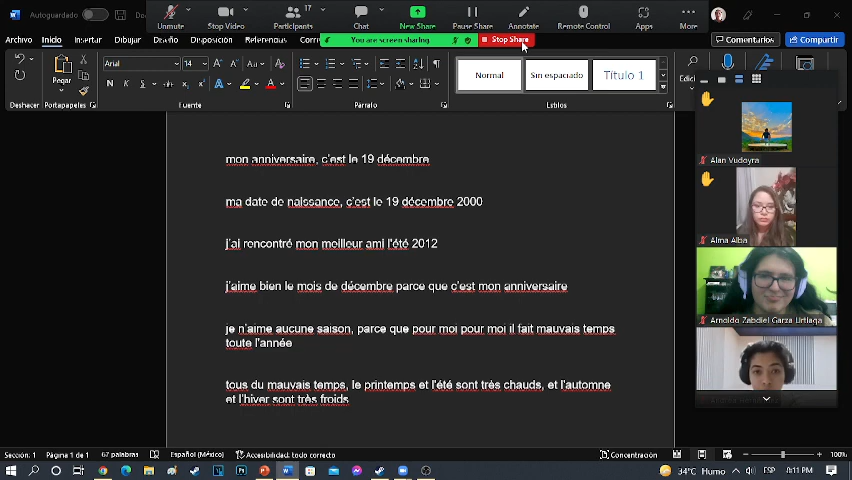 Autoguardado
17
Unmute Stop Video Participants Chat New Share Pause Share Annotate Remote Control Apps More
You are screen sharing Stop Share
Archivo Inicio Insertar Dibujar Diseño Disposición Referencias Comentarios Compartir
Arial 14
Pegar
N K S
Normal Sin espaciado Título 1
Edición
Deshacer Portapapeles Fuente Párrafo Estilos
mon anniversaire, c'est le 19 décembre
ma date de naissance, c'est le 19 décembre 2000
j'ai rencontré mon meilleur ami l'été 2012
j'aime bien le mois de décembre parce que c'est mon anniversaire
je n'aime aucune saison, parce que pour moi pour moi il fait mauvais temps
toute l'année
tous du mauvais temps, le printemps et l'été sont très chauds, et l'automne
et l'hiver sont très froids
Alan Vudoyra
Alma Alba
Arnoldo Zabdiel Garza Urtiaga
Sección: 1 Página 1 de 1 67 palabras Español (México) Accesibilidad: todo correcto Concentración 100%
34°C Humo ESP 8:11 PM